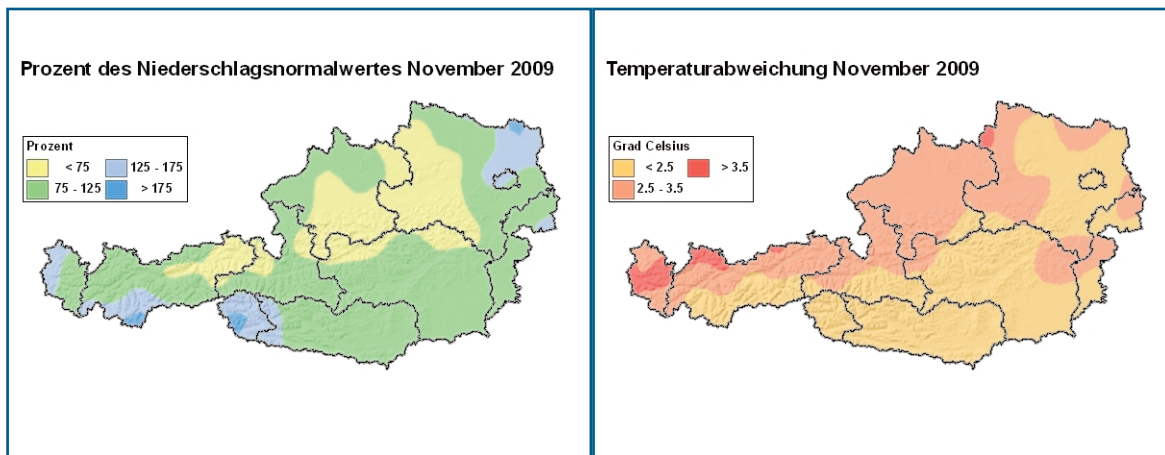 Prozent des Niederschlagsnormalwertes November 2009
Prozent
< 75
125 - 175
75 - 125
> 175
Temperaturabweichung November 2009
Grad Celsius
< 2.5
> 3.5
2.5 - 3.5